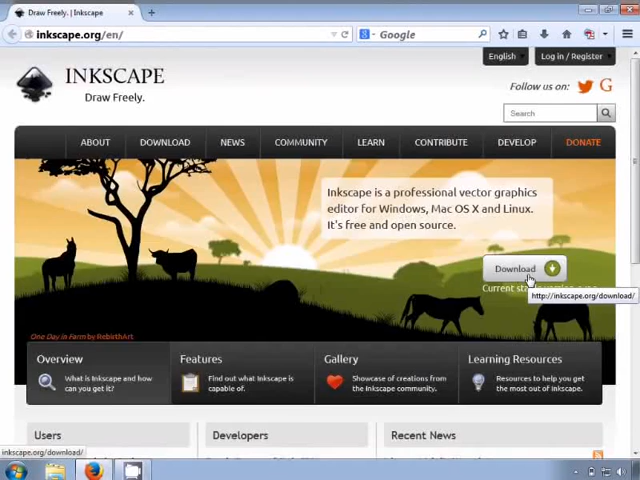 Draw Freely. | Inkscape
inkscape.org/en/
Google
English
Log in / Register
INKSCAPE
Draw Freely.
Follow us on:
Search
ABOUT
DOWNLOAD
NEWS
COMMUNITY
LEARN
CONTRIBUTE
DEVELOP
DONATE
Inkscape is a professional vector graphics
editor for Windows, Mac OS X and Linux.
It's free and open source.
Download
Current
http://inkscape.org/download/
One Day in Farm by RebirthArt
Overview
What is Inkscape and how
can you get it?
Features
Find out what Inkscape is
capable of.
Gallery
Showcase of creations from
the Inkscape community.
Learning Resources
Resources to help you get
the most out of Inkscape.
Users
Developers
Recent News
inkscape.org/download/